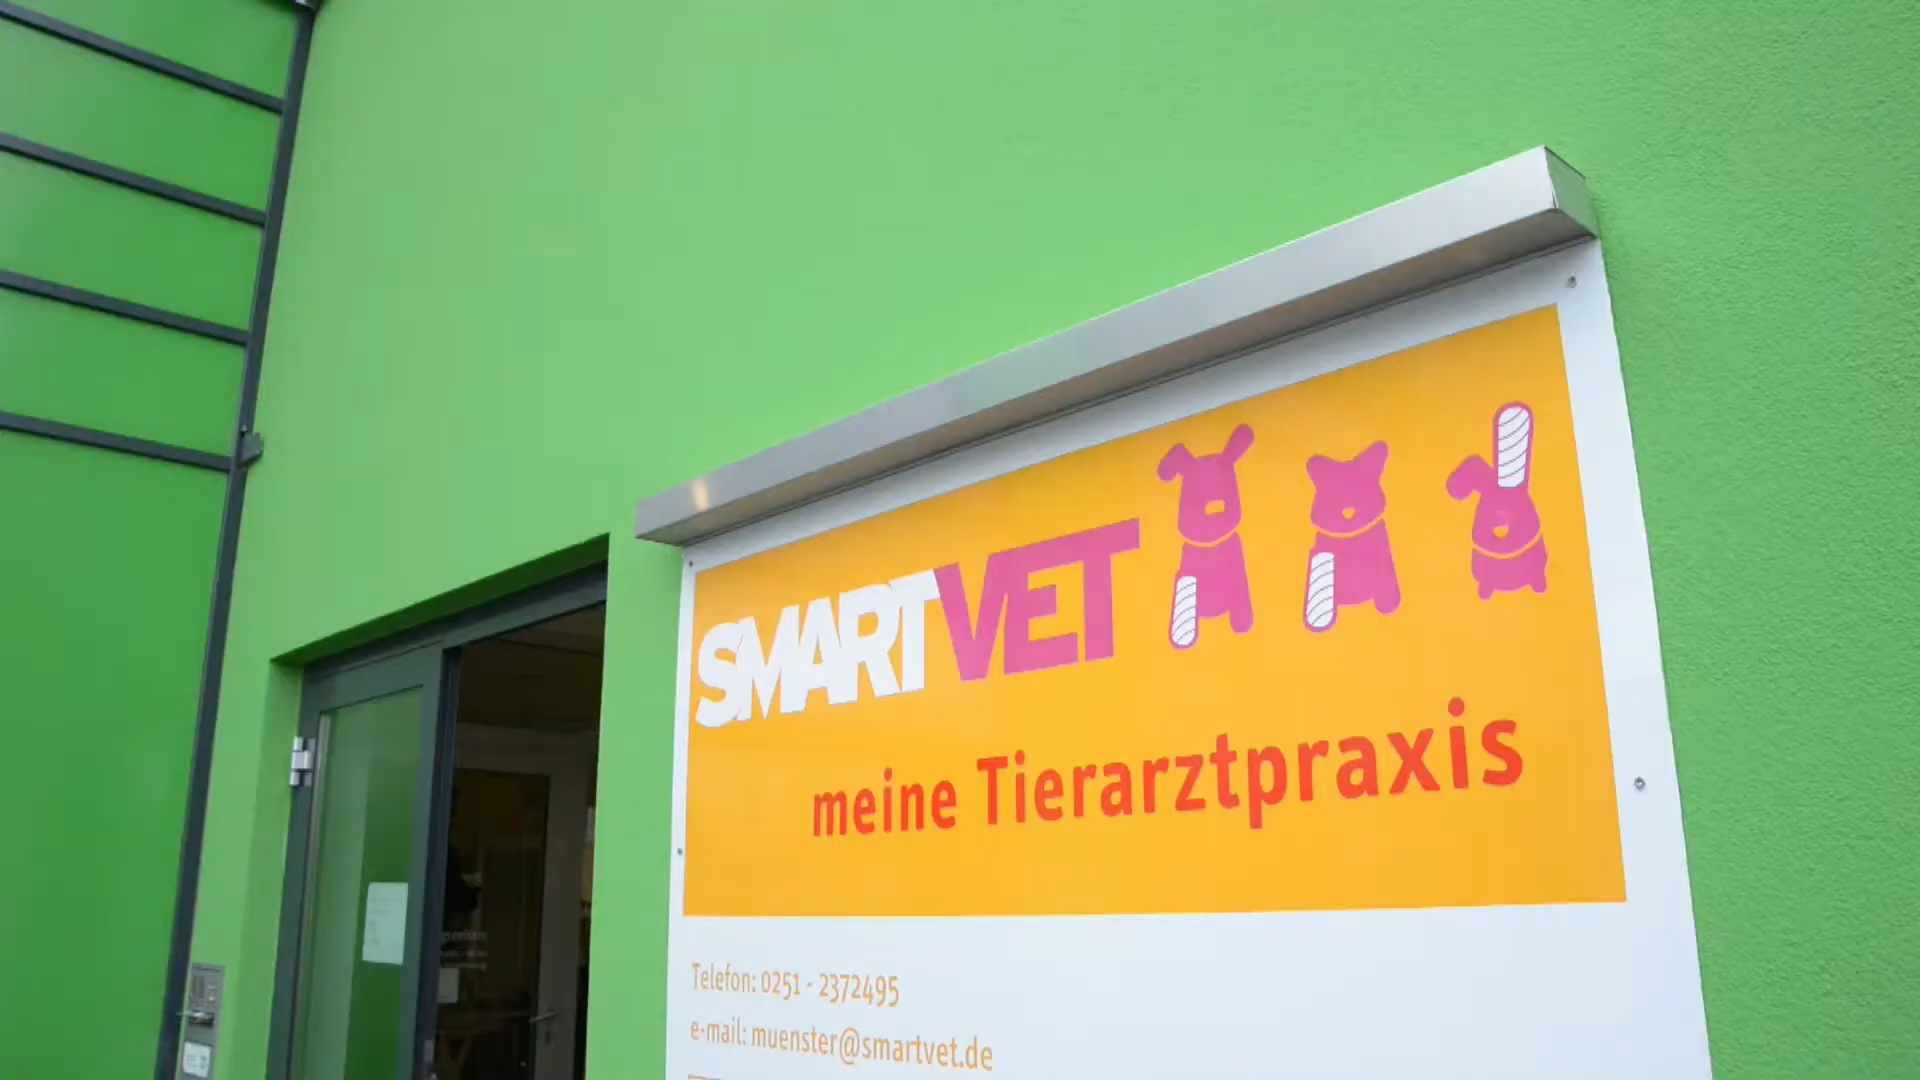 SMARTVET
meine Tierarztpraxis
Telefon: 0251 - 2372495
e-mail: muenster@smartvet.de